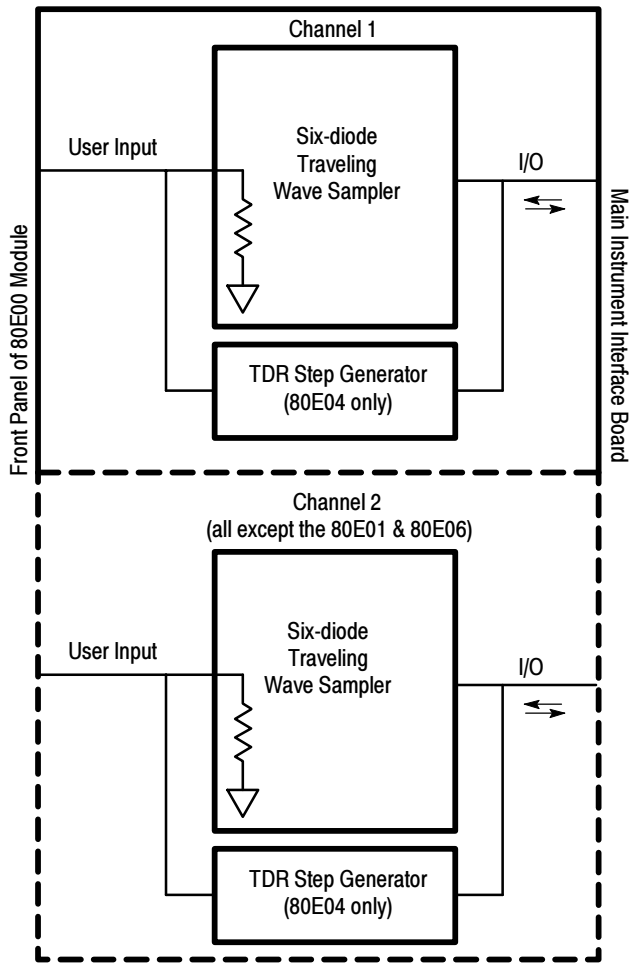 Channel 1
Six-diode
Traveling
Wave Sampler
User Input
I/O
TDR Step Generator
(80E04 only)
Front Panel of 80E00 Module
Main Instrument Interface Board
Channel 2
(all except the 80E01 & 80E06)
Six-diode
Traveling
Wave Sampler
User Input
I/O
TDR Step Generator
(80E04 only)